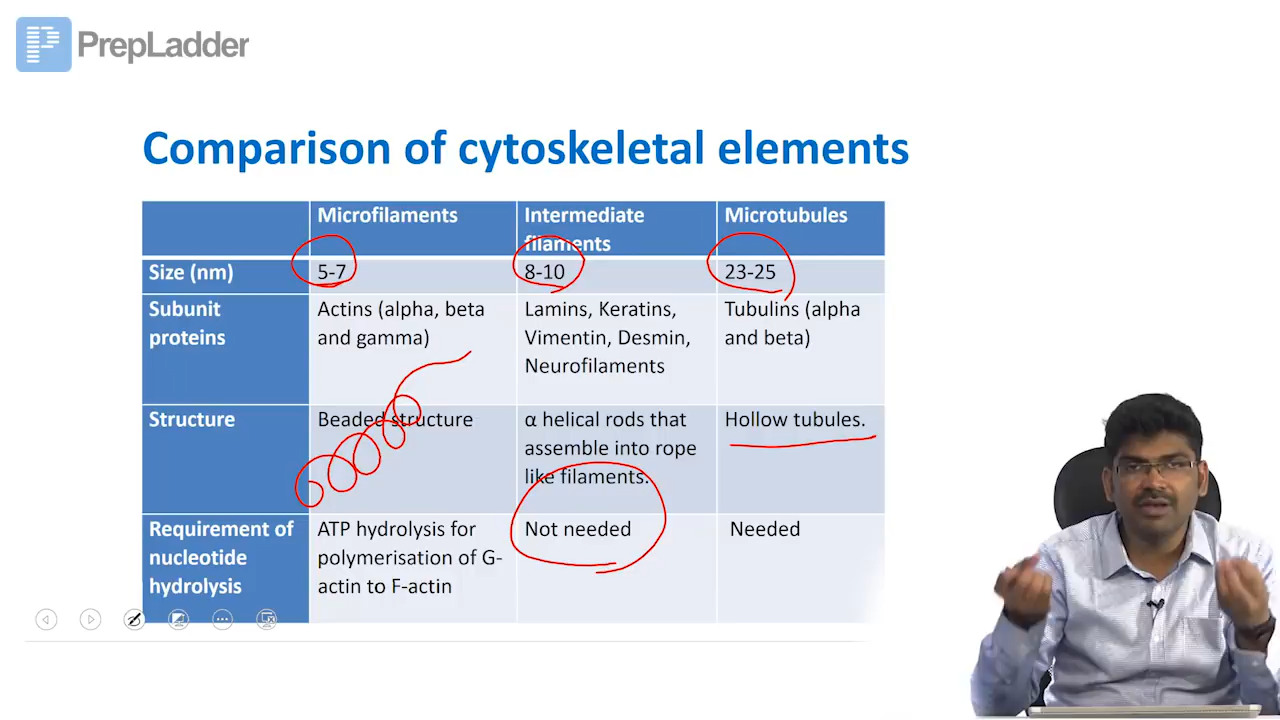 PrepLadder
Comparison of cytoskeletal elements
Microfilaments
Intermediate
filaments
Microtubules
Size (nm)
5-7
8-10
23-25
Subunit
proteins
Actins (alpha, beta
and gamma)
Lamins, Keratins,
Vimentin, Desmin,
Neurofilaments
Tubulins (alpha
and beta)
Structure
Beaded structure
α helical rods that
assemble into rope
like filaments.
Hollow tubules.
Requirement of
nucleotide
hydrolysis
ATP hydrolysis for
polymerisation of G-
actin to F-actin
Not needed
Needed